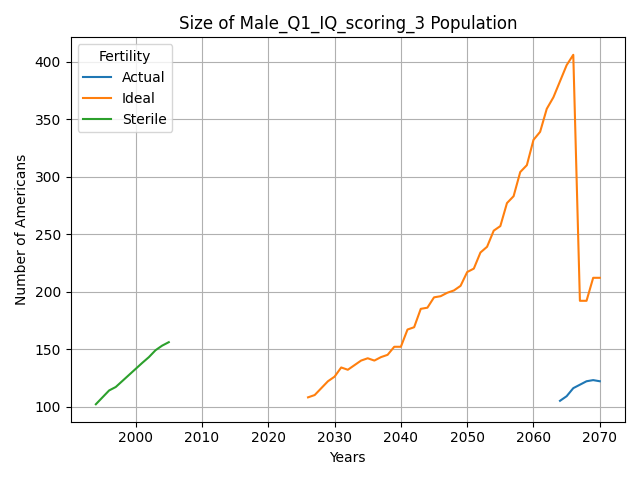 Size of Male_Q1_IQ_scoring_3 Population
Fertility
Actual
Ideal
Sterile
Number of Americans
400
350
300
250
200
150
100
2000 2010 2020 2030 2040 2050 2060 2070
Years